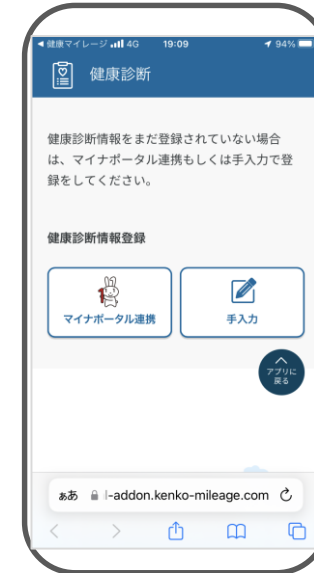 ◀健康マイレージ 4G 19:09 94%
健康診断
健康診断情報をまだ登録されていない場合
は、マイナポータル連携もしくは手入力で登
録をしてください。
健康診断情報登録
マイナポータル連携 手入力
アプリに
戻る
ぁあ l-addon.kenko-mileage.com